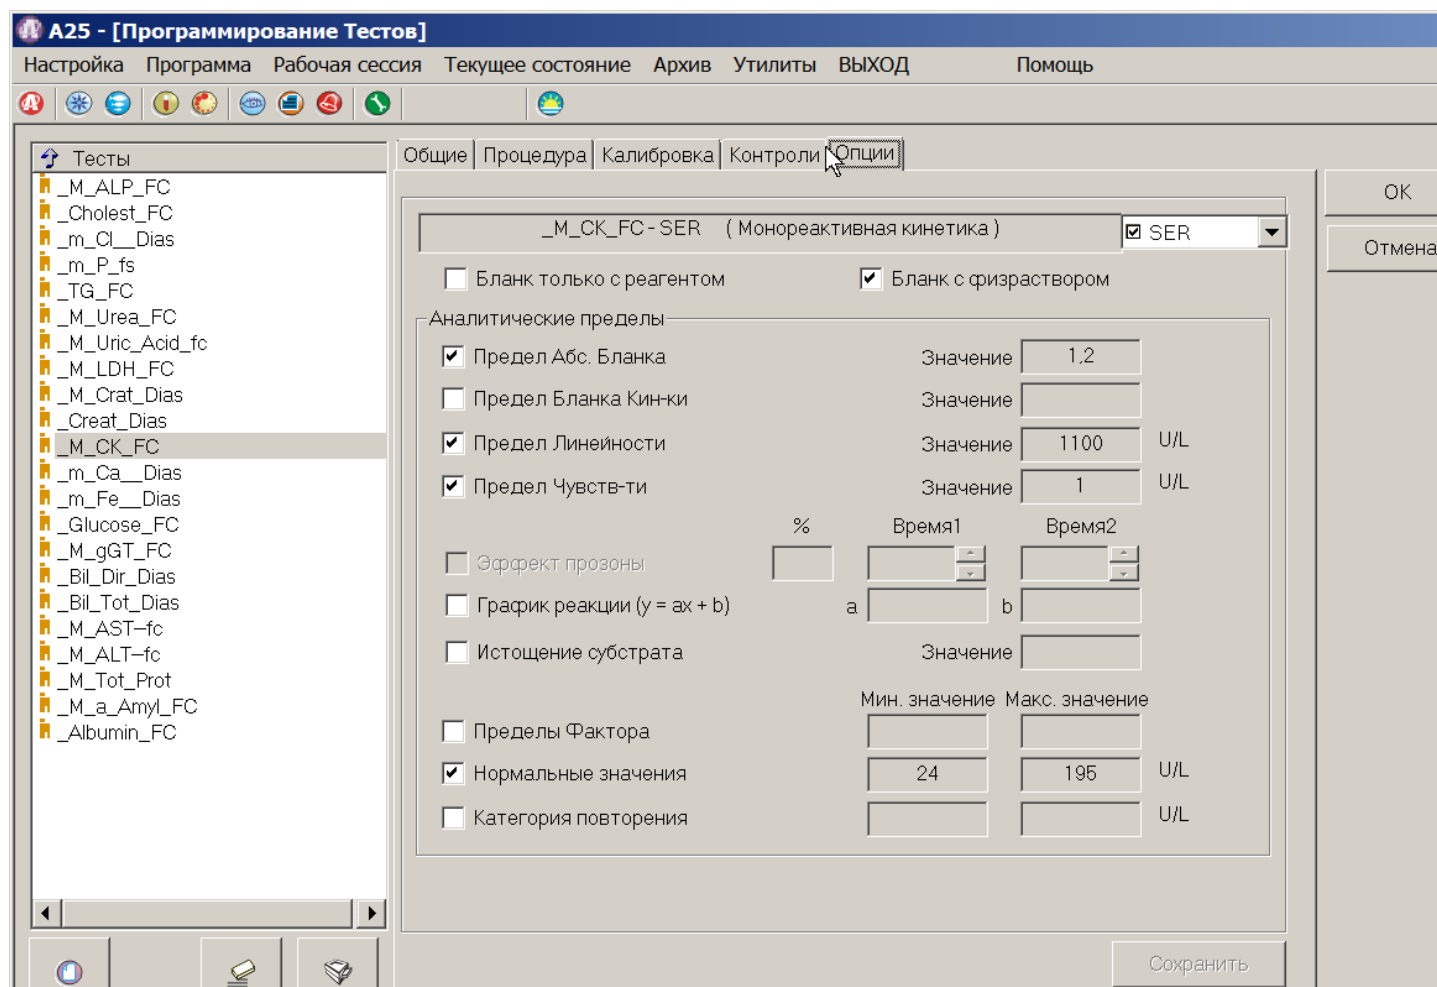 A25 - [Программирование Тестов]
Настройка Программа Рабочая сессия Текущее состояние Архив Утилиты ВЫХОД Помощь
Тесты
_M_ALP_FC
_Cholest_FC
_m_Cl__Dias
_m_P_fs
_TG_FC
_M_Urea_FC
_M_Uric_Acid_fc
_M_LDH_FC
_M_Crat_Dias
_Creat_Dias
_M_CK_FC
_m_Ca__Dias
_m_Fe__Dias
_Glucose_FC
_M_gGT_FC
_Bil_Dir_Dias
_Bil_Tot_Dias
_M_AST-fc
_M_ALT-fc
_M_Tot_Prot
_M_a_Amyl_FC
_Albumin_FC
Общие Процедура Калибровка Контроли Опции
_M_CK_FC - SER ( Монореактивная кинетика ) SER
Бланк только с реагентом Бланк с физраствором
Аналитические пределы
Предел Абс. Бланка Значение 1,2
Предел Бланка Кин-ки Значение
Предел Линейности Значение 1100 U/L
Предел Чувств-ти Значение 1 U/L
% Время1 Время2
Эффект прозоны
График реакции (y = ax + b) a b
Истощение субстрата Значение
Мин. значение Макс. значение
Пределы Фактора
Нормальные значения 24 195 U/L
Категория повторения U/L
Сохранить
OK
Отмена